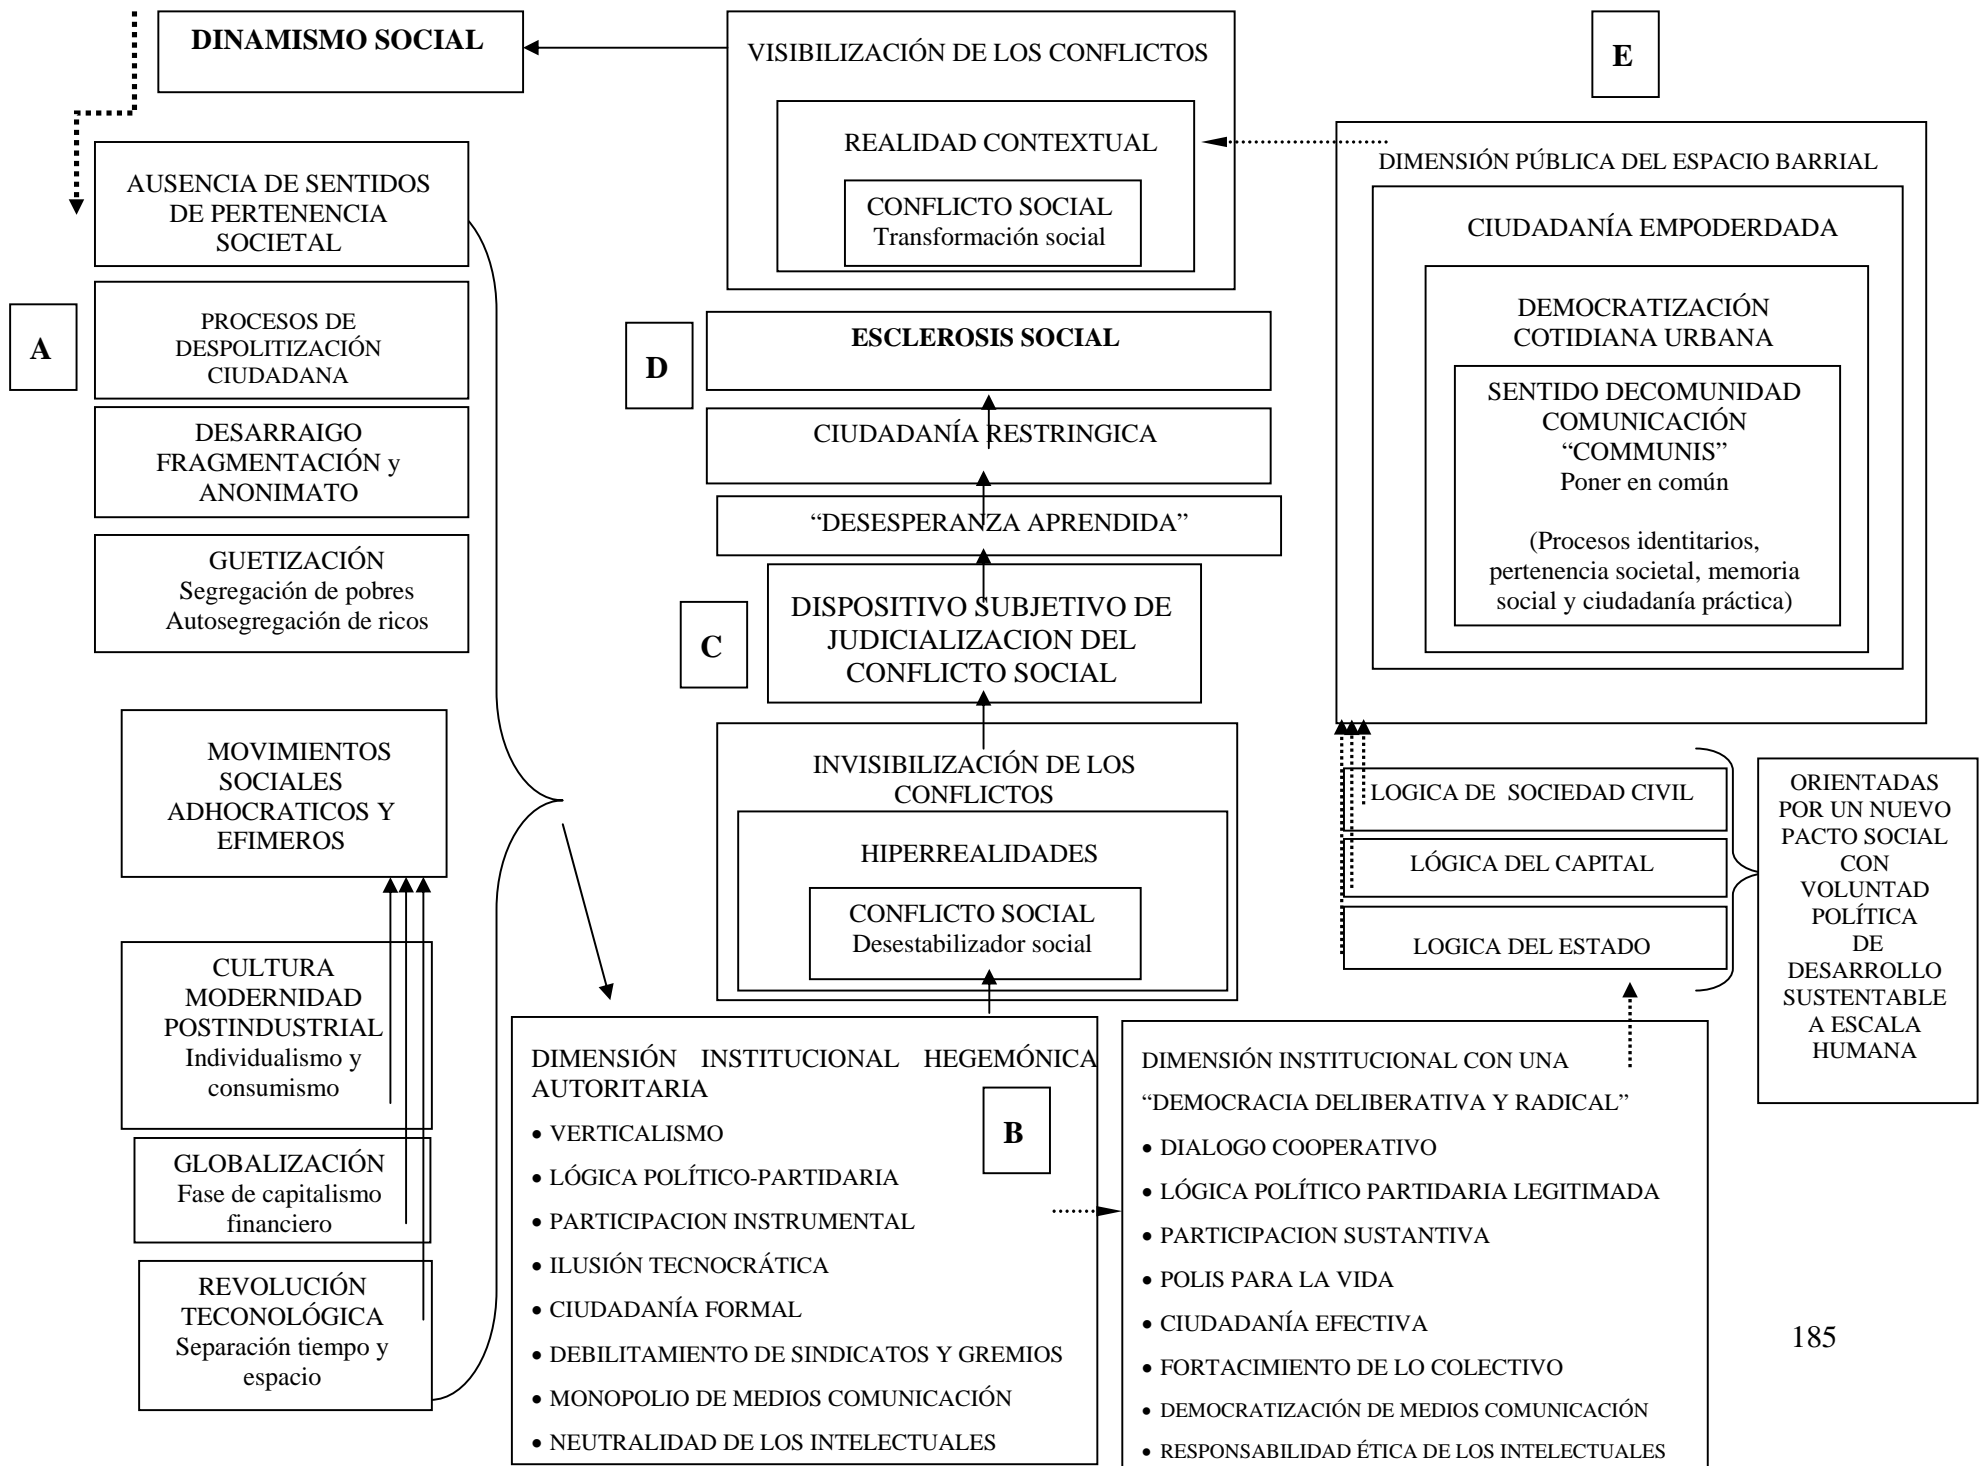 DINAMISMO SOCIAL
VISIBILIZACIÓN DE LOS CONFLICTOS
REALIDAD CONTEXTUAL
CONFLICTO SOCIAL
Transformación social
E
DIMENSIÓN PÚBLICA DEL ESPACIO BARRIAL
CIUDADANÍA EMPODERDADA
DEMOCRATIZACIÓN
COTIDIANA URBANA
SENTIDO DECOMUNIDAD
COMUNICACIÓN
“COMMUNIS”
Poner en común
(Procesos identitarios,
pertenencia societal, memoria
social y ciudadanía práctica)
A
AUSENCIA DE SENTIDOS
DE PERTENENCIA
SOCIETAL
PROCESOS DE
DESPOLITIZACIÓN
CIUDADANA
DESARRAIGO
FRAGMENTACIÓN y
ANONIMATO
GUETIZACIÓN
Segregación de pobres
Autosegregación de ricos
MOVIMIENTOS
SOCIALES
ADHOCRATICOS Y
EFIMEROS
CULTURA
MODERNIDAD
POSTINDUSTRIAL
Individualismo y
consumismo
GLOBALIZACIÓN
Fase de capitalismo
financiero
REVOLUCIÓN
TECONOLÓGICA
Separación tiempo y
espacio
D
ESCLEROSIS SOCIAL
CIUDADANÍA RESTRINGICA
“DESESPERANZA APRENDIDA”
C
DISPOSITIVO SUBJETIVO DE
JUDICIALIZACION DEL
CONFLICTO SOCIAL
INVISIBILIZACIÓN DE LOS
CONFLICTOS
HIPERREALIDADES
CONFLICTO SOCIAL
Desestabilizador social
LOGICA DE SOCIEDAD CIVIL
LÓGICA DEL CAPITAL
LOGICA DEL ESTADO
ORIENTADAS
POR UN NUEVO
PACTO SOCIAL
CON
VOLUNTAD
POLÍTICA
DE
DESARROLLO
SUSTENTABLE
A ESCALA
HUMANA
DIMENSIÓN INSTITUCIONAL HEGEMÓNICA
AUTORITARIA
• VERTICALISMO
• LÓGICA POLÍTICO-PARTIDARIA
• PARTICIPACION INSTRUMENTAL
• ILUSIÓN TECNOCRÁTICA
• CIUDADANÍA FORMAL
• DEBILITAMIENTO DE SINDICATOS Y GREMIOS
• MONOPOLIO DE MEDIOS COMUNICACIÓN
• NEUTRALIDAD DE LOS INTELECTUALES
B
DIMENSIÓN INSTITUCIONAL CON UNA
“DEMOCRACIA DELIBERATIVA Y RADICAL”
• DIALOGO COOPERATIVO
• LÓGICA POLÍTICO PARTIDARIA LEGITIMADA
• PARTICIPACION SUSTANTIVA
• POLIS PARA LA VIDA
• CIUDADANÍA EFECTIVA
• FORTACIMIENTO DE LO COLECTIVO
• DEMOCRATIZACIÓN DE MEDIOS COMUNICACIÓN
• RESPONSABILIDAD ÉTICA DE LOS INTELECTUALES
185